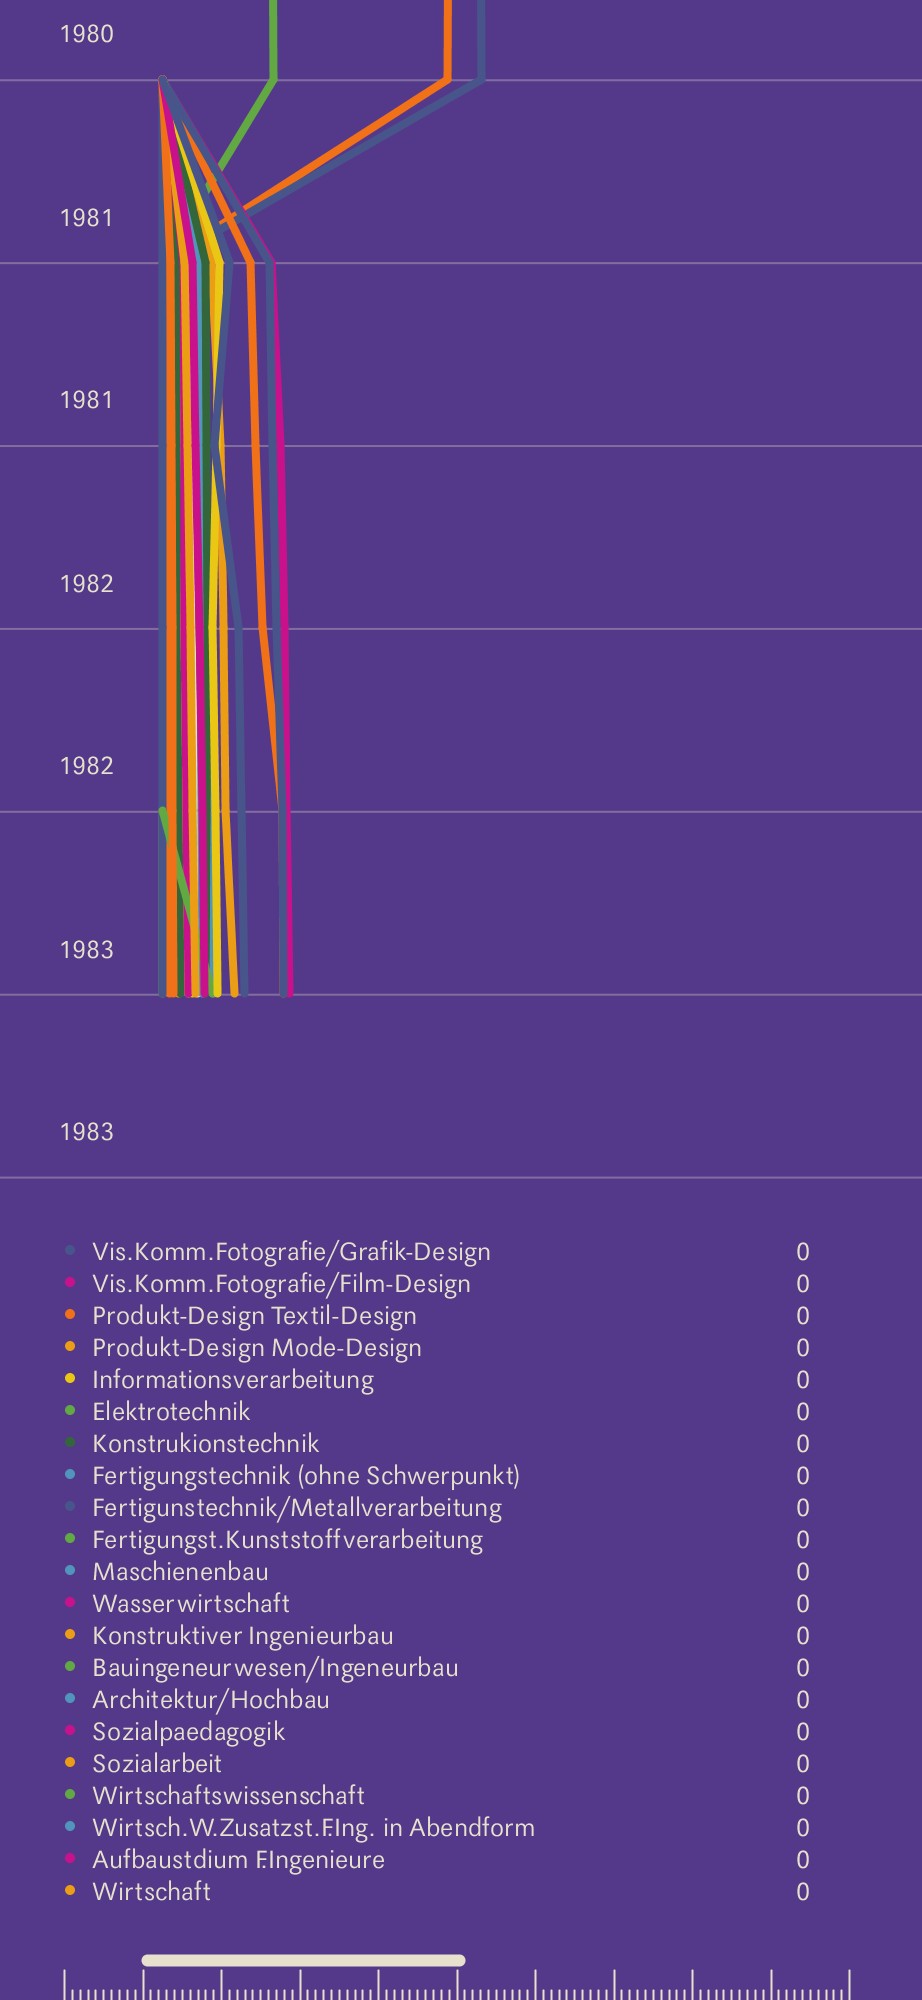 1980
1981
1981
1982
1982
1983
1983
Vis.Komm.Fotografie/Grafik-Design 0
Vis.Komm.Fotografie/Film-Design 0
Produkt-Design Textil-Design 0
Produkt-Design Mode-Design 0
Informationsverarbeitung 0
Elektrotechnik 0
Konstrukionstechnik 0
Fertigungstechnik (ohne Schwerpunkt) 0
Fertigunstechnik/Metallverarbeitung 0
Fertigungst.Kunststoffverarbeitung 0
Maschienenbau 0
Wasserwirtschaft 0
Konstruktiver Ingenieurbau 0
Bauingeneurwesen/Ingeneurbau 0
Architektur/Hochbau 0
Sozialpaedagogik 0
Sozialarbeit 0
Wirtschaftswissenschaft 0
Wirtsch.W.Zusatzst.F.Ing. in Abendform 0
Aufbaustdium F.Ingenieure 0
Wirtschaft 0